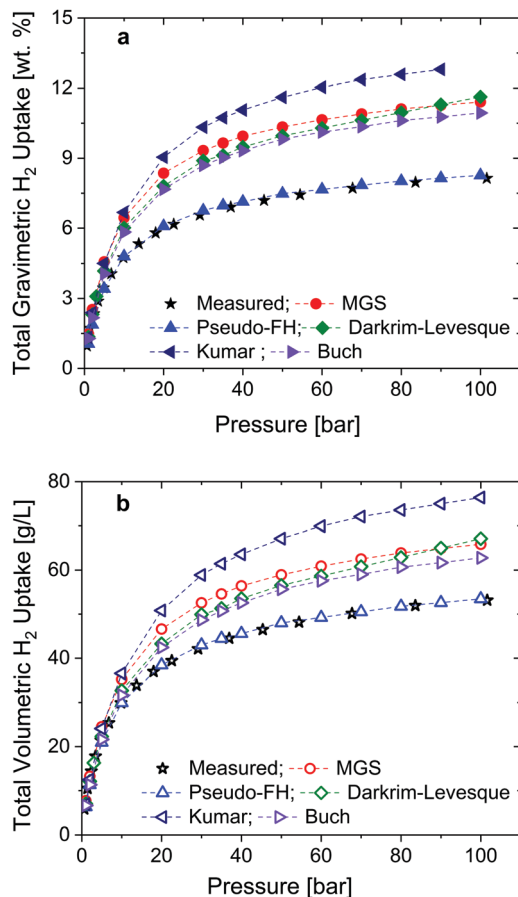 15
12
9
6
3
0
a
Total Gravimetric H₂ Uptake [wt. %]
Measured; MGS
Pseudo-FH; Darkrim-Levesque
Kumar ; Buch
0 20 40 60 80 100
Pressure [bar]
80
60
40
20
0
b
Total Volumetric H₂ Uptake [g/L]
Measured; MGS
Pseudo-FH; Darkrim-Levesque
Kumar; Buch
0 20 40 60 80 100
Pressure [bar]